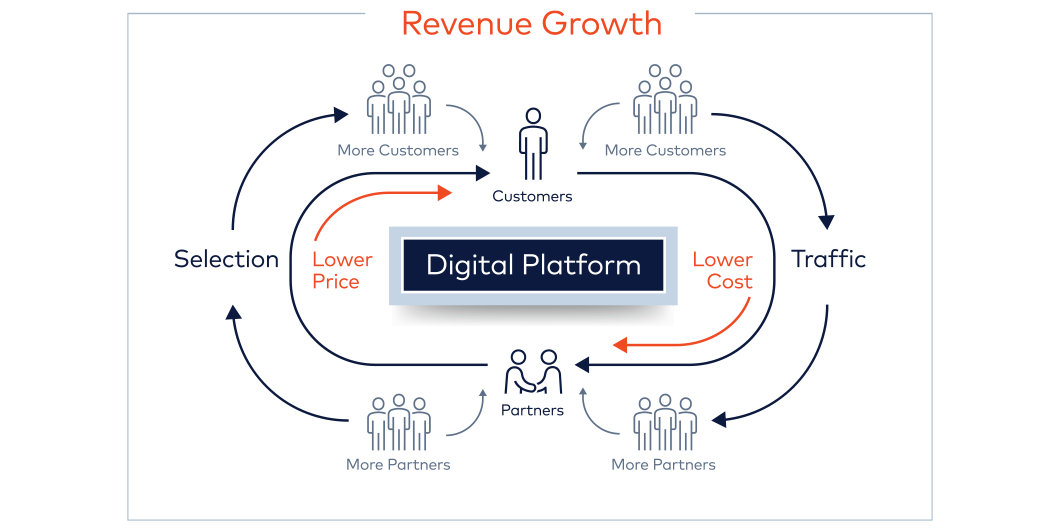 Revenue Growth
More Customers
More Customers
Customers
Selection
Lower
Price
Digital Platform
Lower
Cost
Traffic
Partners
More Partners
More Partners